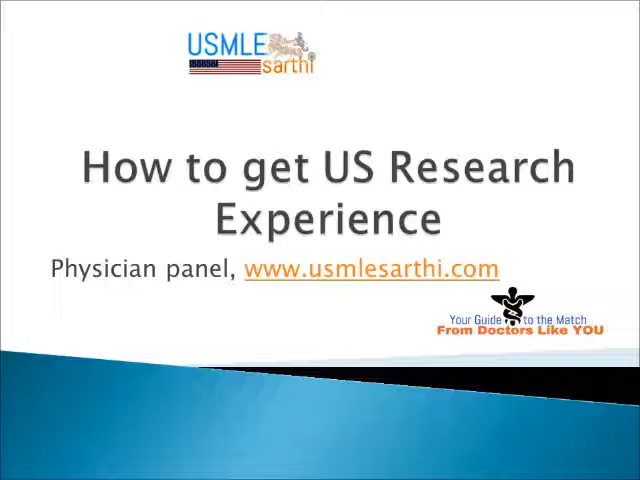 USMLE
sarthi
How to get US Research
Experience
Physician panel, www.usmlesarthi.com
Your Guide to the Match
From Doctors Like YOU